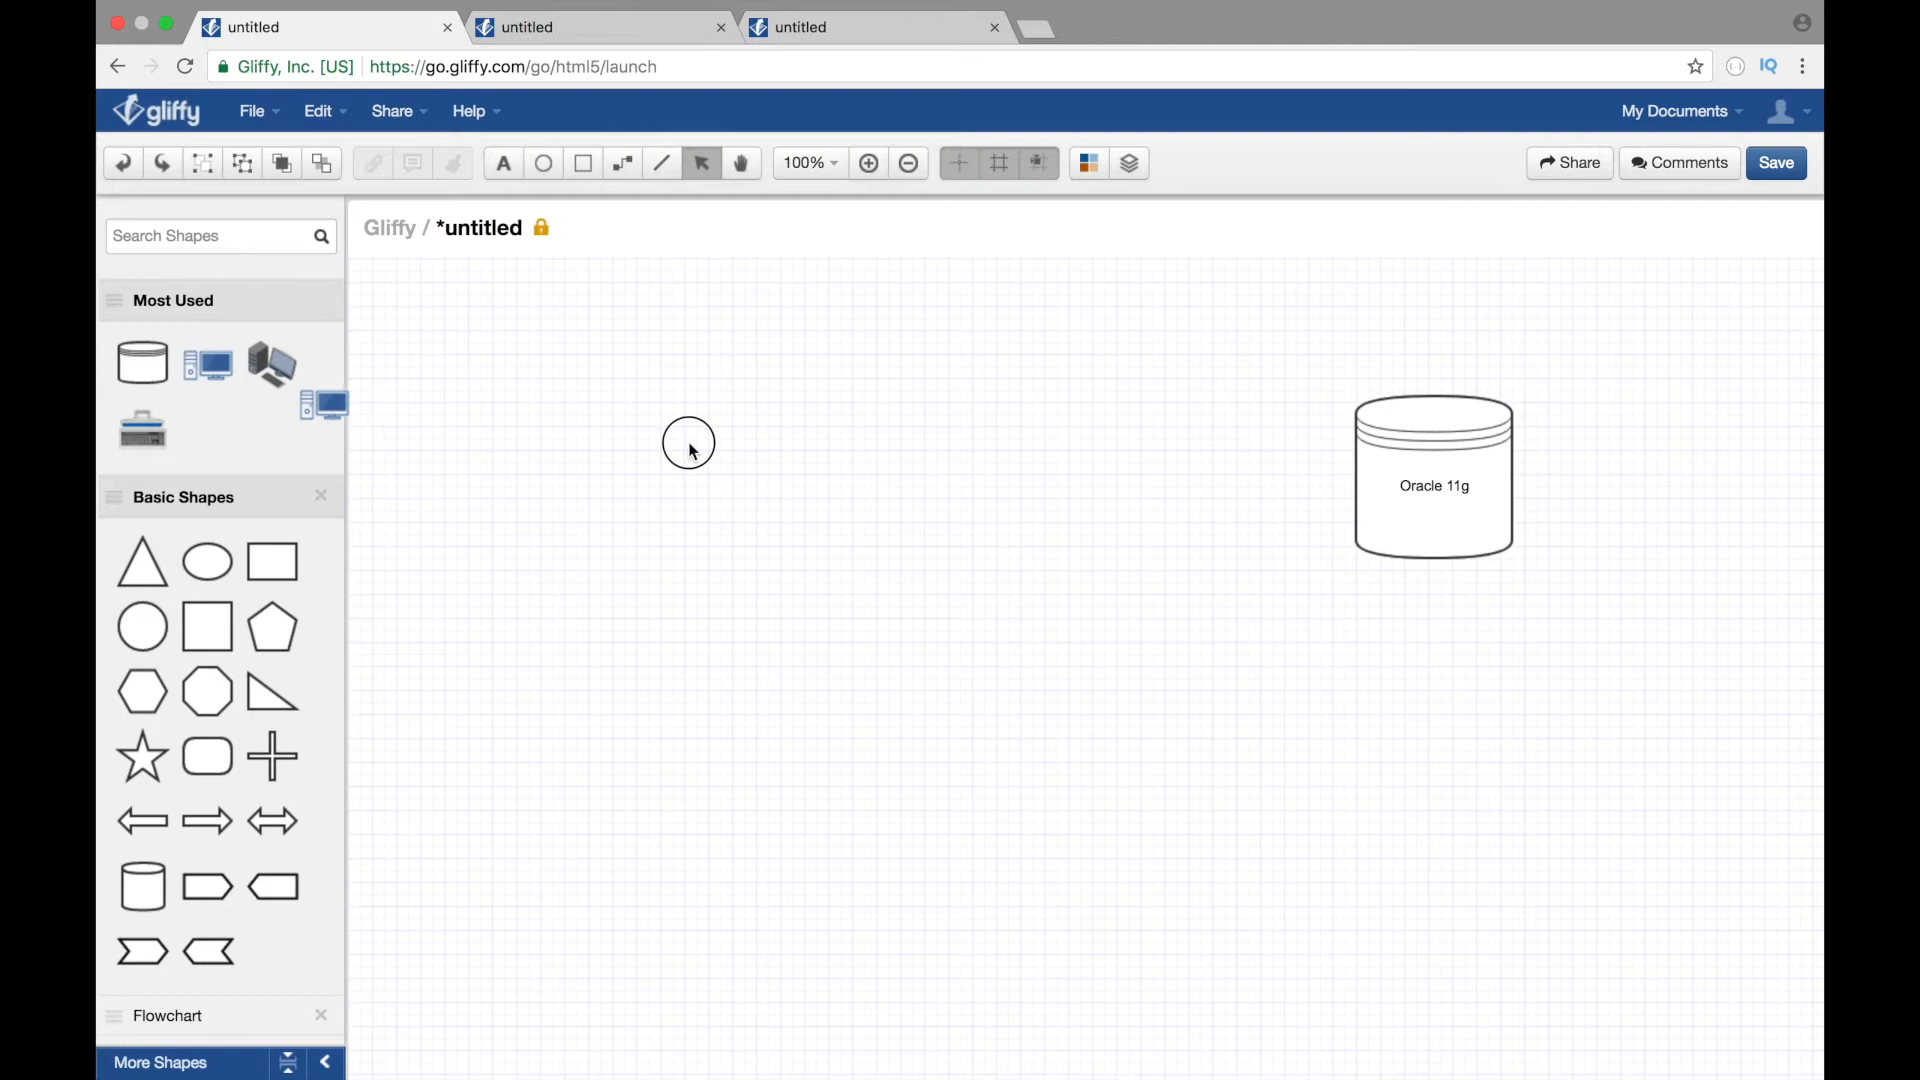 untitled
untitled
untitled
Gliffy, Inc. [US] https://go.gliffy.com/go/html5/launch
IQ
gliffy File Edit Share Help My Documents
A 100% Share Comments Save
Search Shapes
Gliffy / *untitled
Most Used
Oracle 11g
Basic Shapes
Flowchart
More Shapes